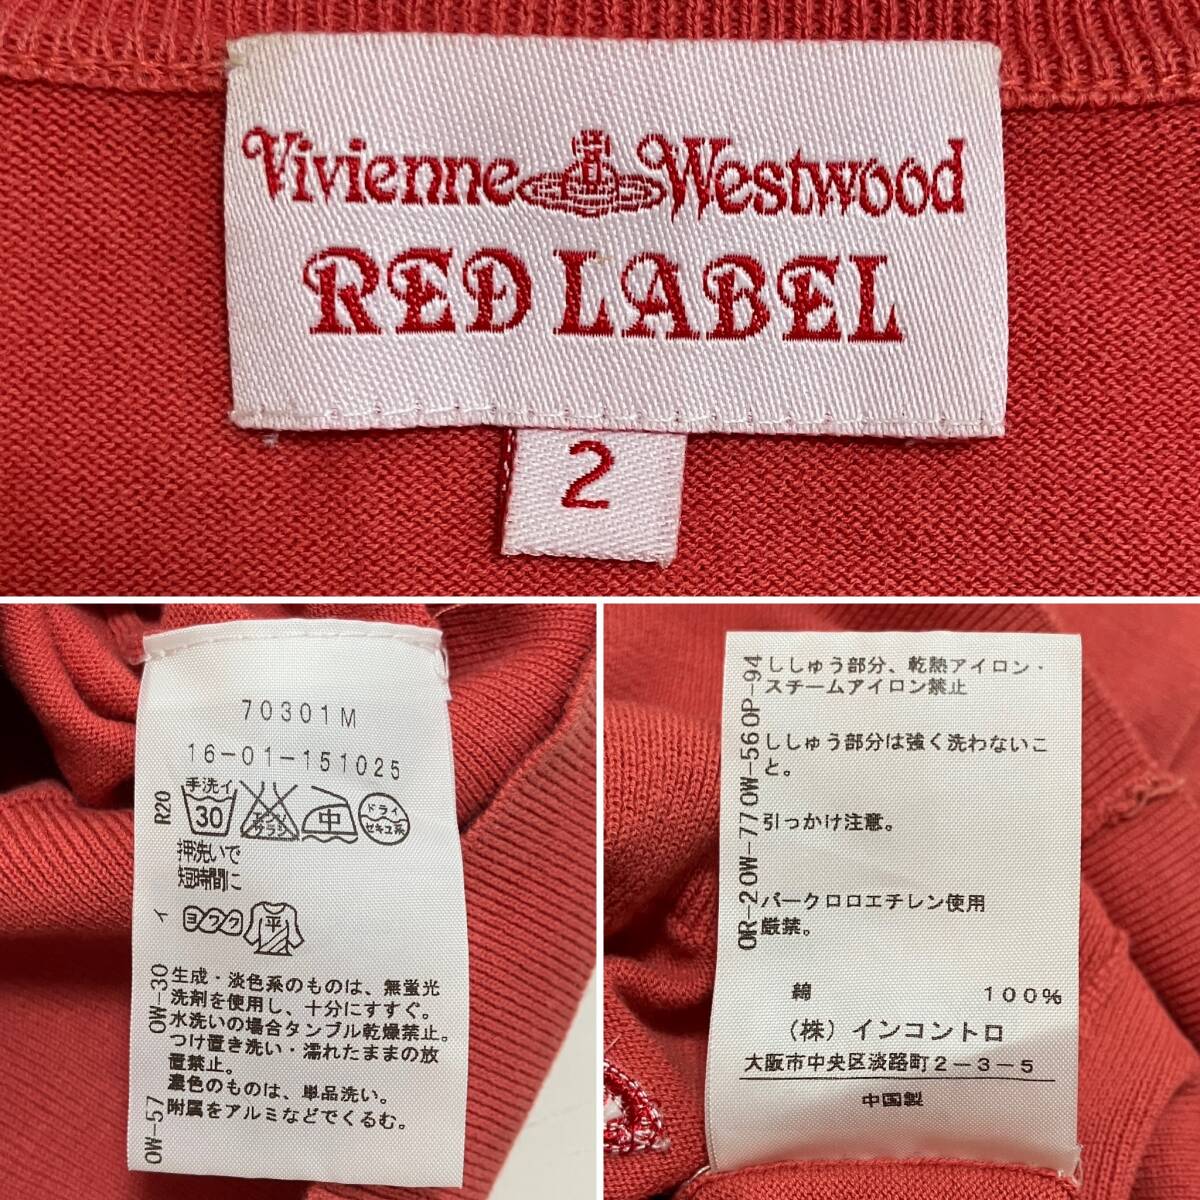 Vivienne Westwood
RED LABEL
2
70301M
16-01-151025
R20
手洗イ
30
エンソ
サラシ
中
ドライ
セキユ系
押洗いで
短時間に
イ
ヨワク
平
OW-30
生成・淡色系のものは、無蛍光
洗剤を使用し、十分にすすぐ。
水洗いの場合タンブル乾燥禁止。
つけ置き洗い・濡れたままの放
置禁止。
濃色のものは、単品洗い。
附属をアルミなどでくるむ。
OW-57
OR-20W-770W-560P-94
ししゅう部分、乾熱アイロン・
スチームアイロン禁止
ししゅう部分は強く洗わないこ
と。
引っかけ注意。
パークロロエチレン使用
厳禁。
綿 100%
(株)インコントロ
大阪市中央区淡路町2-3-5
中国製